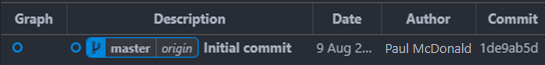 Graph Description Date Author Commit
master origin Initial commit 9 Aug 2... Paul McDonald 1de9ab5d